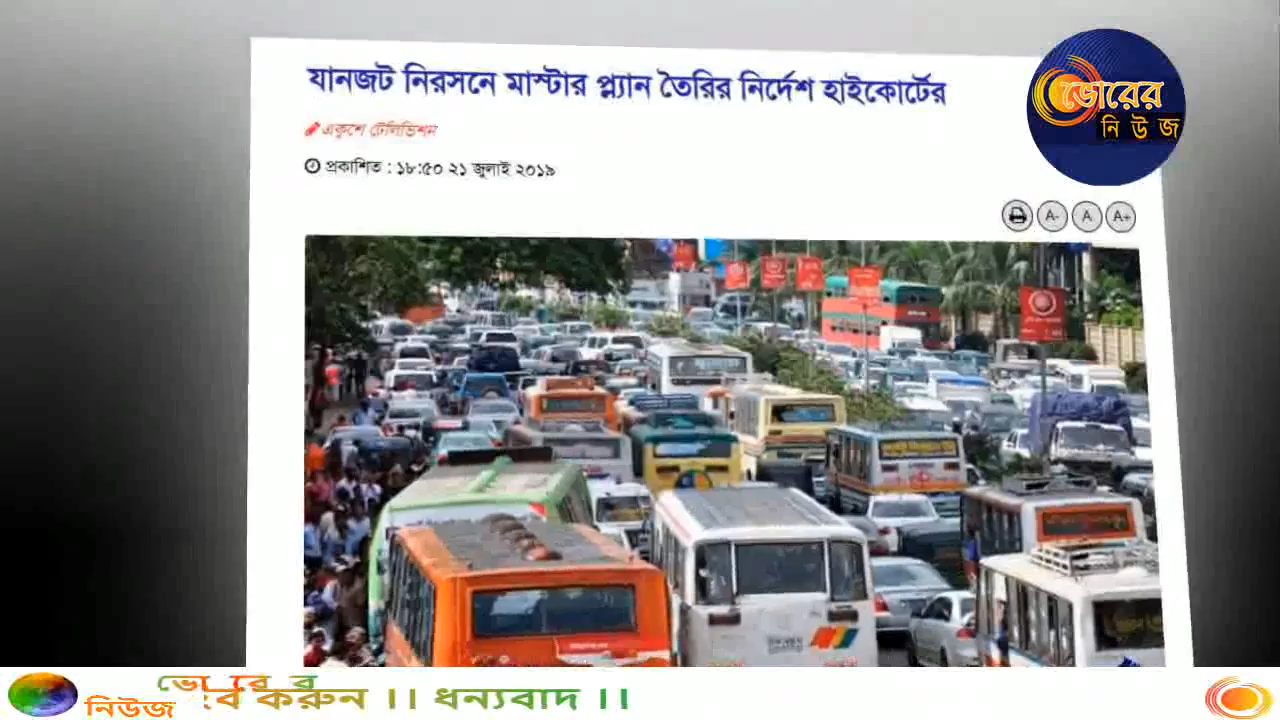 যানজট নিরসনে মাস্টার প্ল্যান তৈরির নির্দেশ হাইকোর্টের
একুশে টেলিভিশন
প্রকাশিত : ১৮:৫০ ২১ জুলাই ২০১৯
ভোরের
নিউজ
A- A A+
ভোরের
নিউজ
করুন ।। ধন্যবাদ ।।